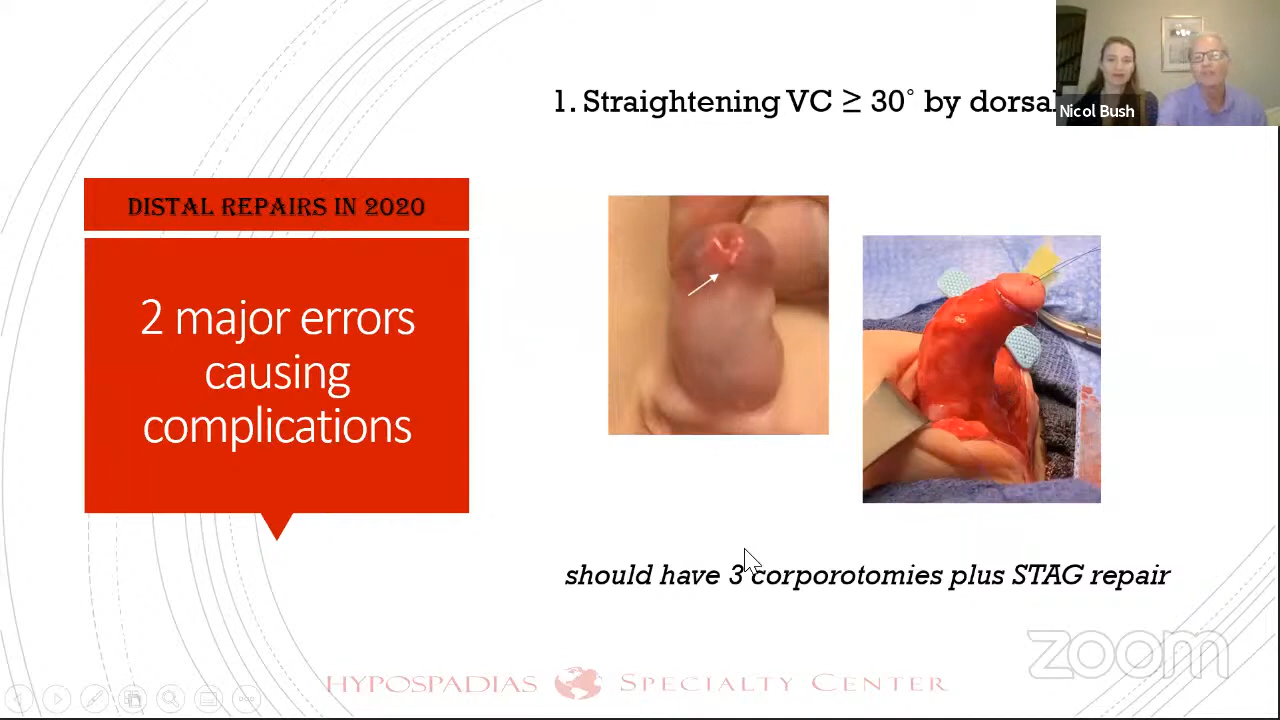 1. Straightening VC ≥ 30° by dorsal
Nicol Bush
DISTAL REPAIRS IN 2020
2 major errors
causing
complications
should have 3 corporotomies plus STAG repair
zoom
HYPOSPADIAS SPECIALTY CENTER